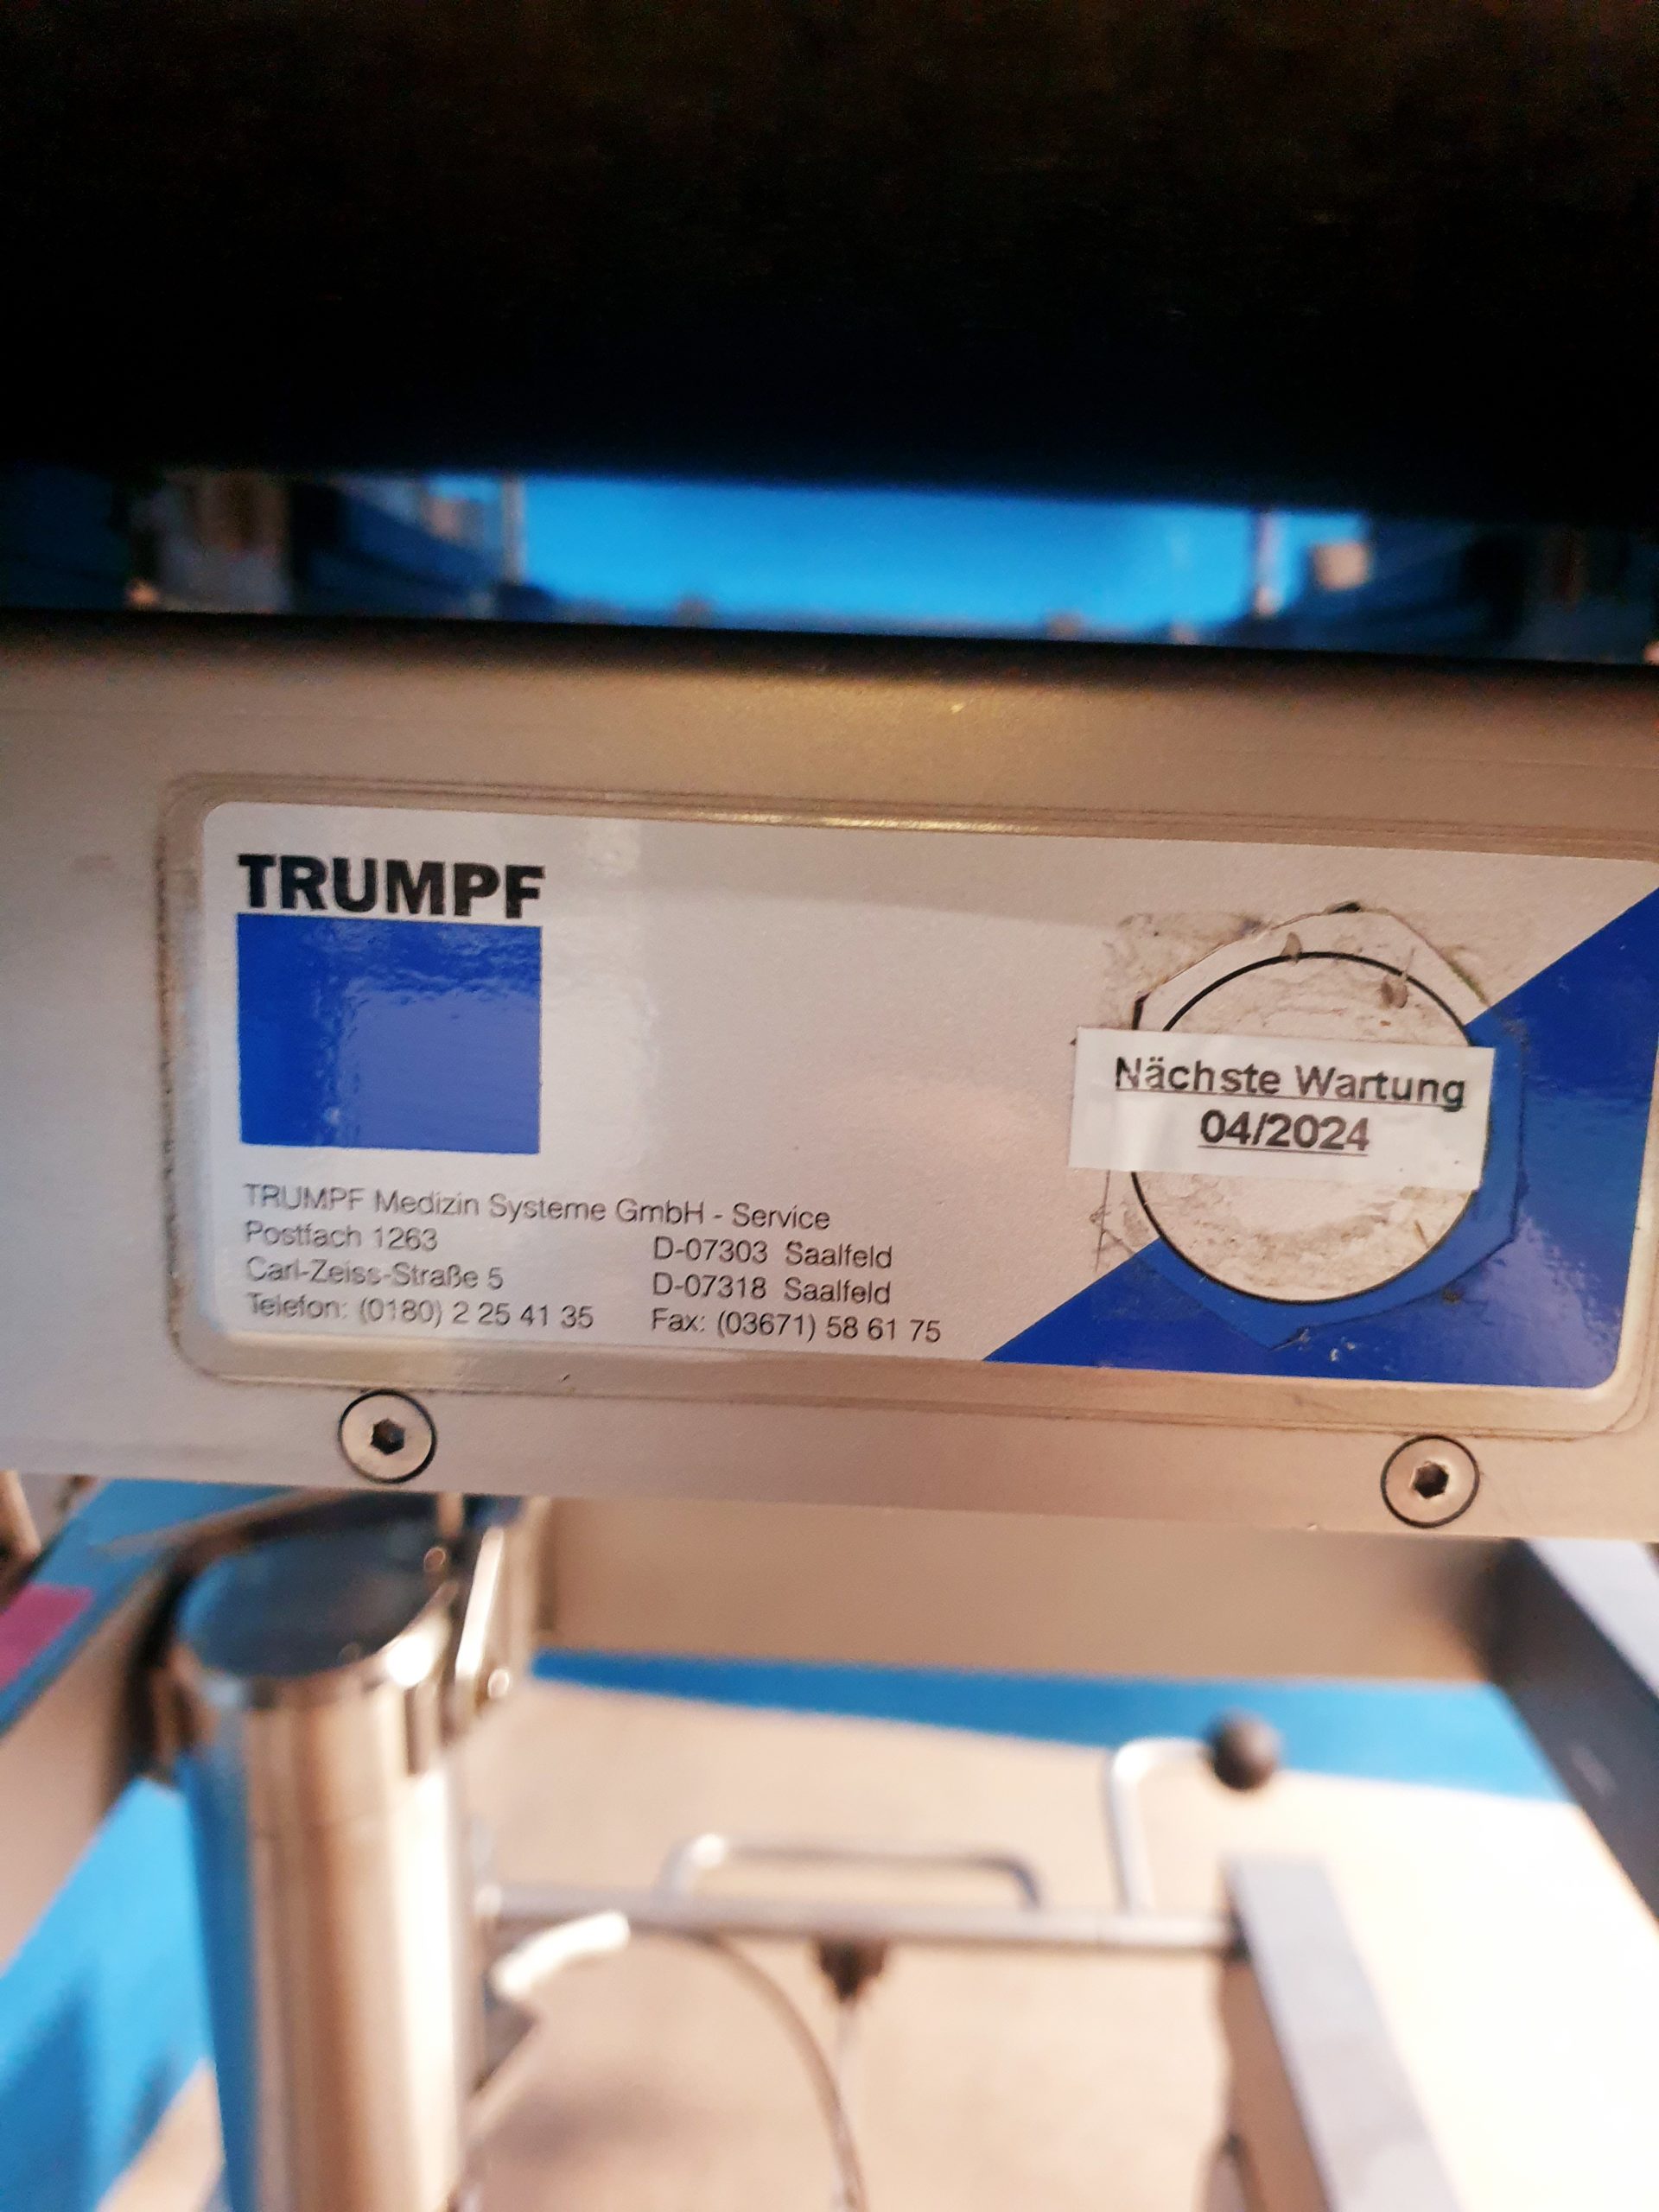 TRUMPF
Nächste Wartung
04/2024
TRUMPF Medizin Systeme GmbH - Service
Postfach 1263 D-07303 Saalfeld
Carl-Zeiss-Straße 5 D-07318 Saalfeld
Telefon: (0180) 2 25 41 35 Fax: (03671) 58 61 75